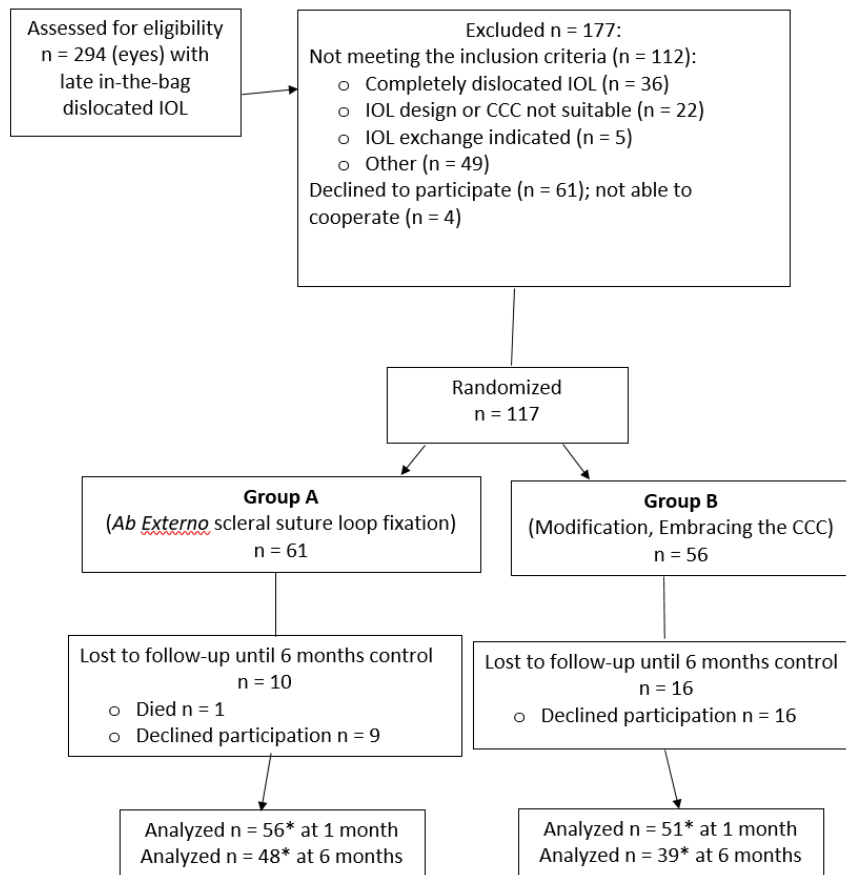 Assessed for eligibility
n = 294 (eyes) with
late in-the-bag
dislocated IOL
Excluded n = 177:
Not meeting the inclusion criteria (n = 112):
o Completely dislocated IOL (n = 36)
o IOL design or CCC not suitable (n = 22)
o IOL exchange indicated (n = 5)
o Other (n = 49)
Declined to participate (n = 61); not able to
cooperate (n = 4)
Randomized
n = 117
Group A
(Ab Externo scleral suture loop fixation)
n = 61
Group B
(Modification, Embracing the CCC)
n = 56
Lost to follow-up until 6 months control
n = 10
o Died n = 1
o Declined participation n = 9
Lost to follow-up until 6 months control
n = 16
o Declined participation n = 16
Analyzed n = 56* at 1 month
Analyzed n = 48* at 6 months
Analyzed n = 51* at 1 month
Analyzed n = 39* at 6 months